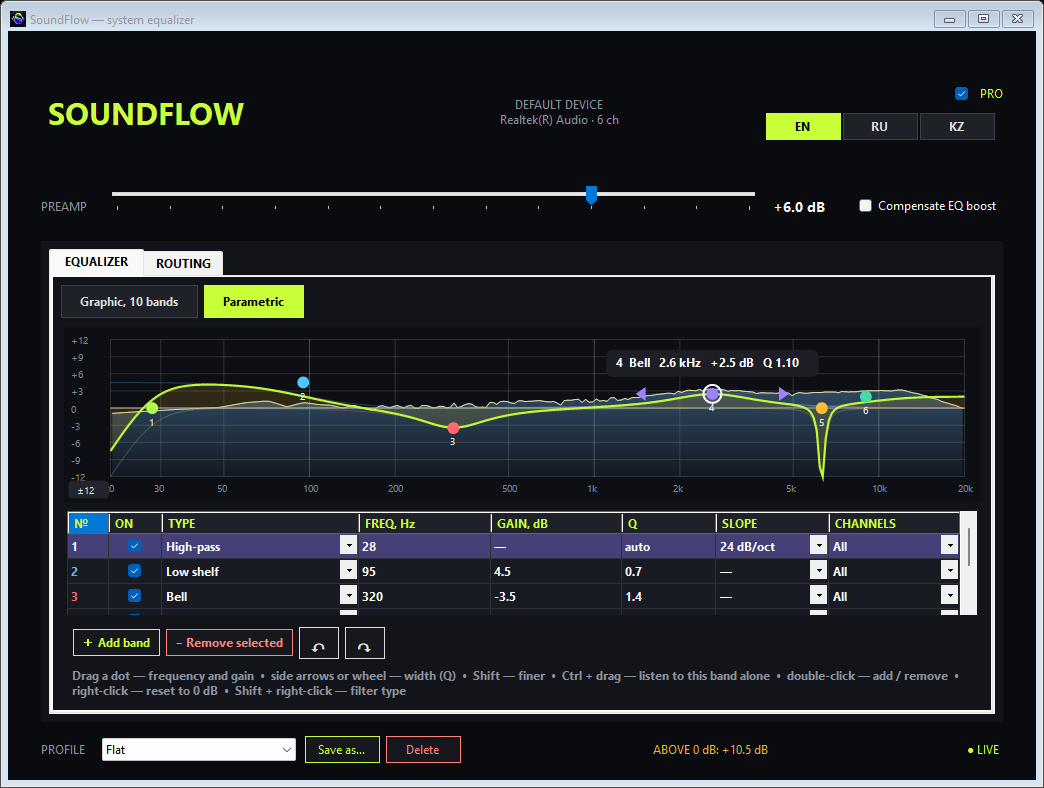 SoundFlow — system equalizer
SOUNDFLOW
DEFAULT DEVICE
Realtek(R) Audio · 6 ch
PRO
EN RU KZ
PREAMP
+6.0 dB
Compensate EQ boost
EQUALIZER ROUTING
Graphic, 10 bands Parametric
4 Bell 2.6 kHz +2.5 dB Q 1.10
+12
+9
+6
+3
0
-3
-6
-9
-12
1
2
3
4
5
6
±12
0 30 50 100 200 500 1k 2k 5k 10k 20k
Nº ON TYPE FREQ, Hz GAIN, dB Q SLOPE CHANNELS
1 High-pass 28 — auto 24 dB/oct All
2 Low shelf 95 4.5 0.7 — All
3 Bell 320 -3.5 1.4 — All
+ Add band
− Remove selected
Drag a dot — frequency and gain • side arrows or wheel — width (Q) • Shift — finer • Ctrl + drag — listen to this band alone • double-click — add / remove •
right-click — reset to 0 dB • Shift + right-click — filter type
PROFILE Flat Save as... Delete ABOVE 0 dB: +10.5 dB ● LIVE